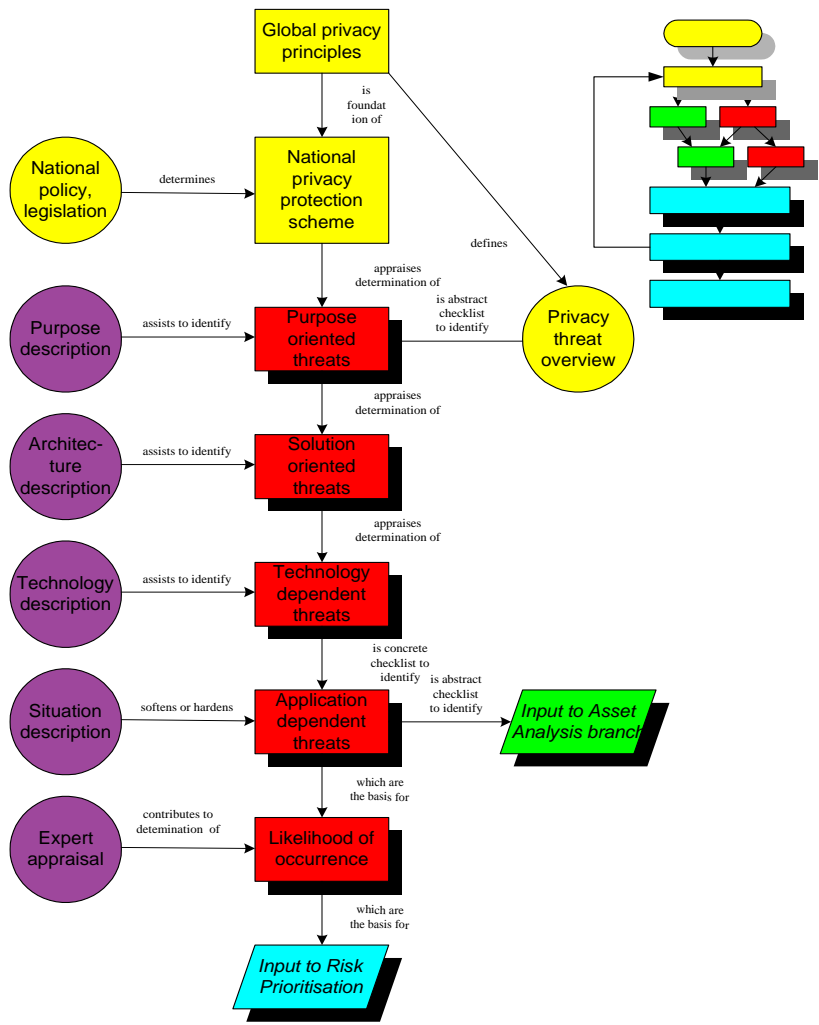 Global privacy
principles
is
foundat
ion of
National
policy,
legislation
determines
National
privacy
protection
scheme
defines
appraises
determination of
Purpose
description
assists to identify
Purpose
oriented
threats
is abstract
checklist
to identify
Privacy
threat
overview
appraises
determination of
Architec-
ture
description
assists to identify
Solution
oriented
threats
appraises
determination of
Technology
description
assists to identify
Technology
dependent
threats
is concrete
checklist to
identify
Situation
description
softens or hardens
Application
dependent
threats
is abstract
checklist
to identify
Input to Asset
Analysis branch
which are
the basis for
Expert
appraisal
contributes to
detemination of
Likelihood of
occurrence
which are
the basis for
Input to Risk
Prioritisation